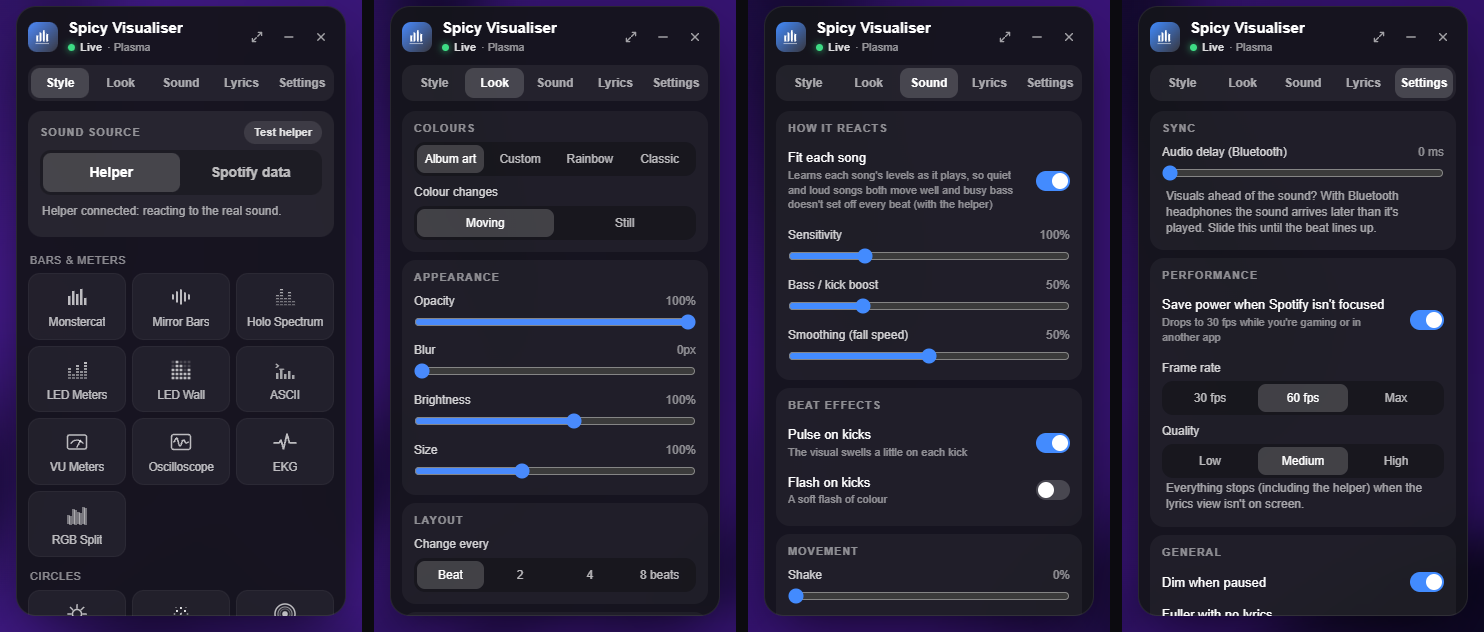 Spicy Visualiser
Live · Plasma
Style Look Sound Lyrics Settings
SOUND SOURCE
Test helper
Helper Spotify data
Helper connected: reacting to the real sound.
BARS & METERS
Monstercat Mirror Bars Holo Spectrum
LED Meters LED Wall ASCII
VU Meters Oscilloscope EKG
RGB Split
CIRCLES
Spicy Visualiser
Live · Plasma
Style Look Sound Lyrics Settings
COLOURS
Album art Custom Rainbow Classic
Colour changes
Moving Still
APPEARANCE
Opacity 100%
Blur 0px
Brightness 100%
Size 100%
LAYOUT
Change every
Beat 2 4 8 beats
Spicy Visualiser
Live · Plasma
Style Look Sound Lyrics Settings
HOW IT REACTS
Fit each song
Learns each song's levels as it plays, so quiet
and loud songs both move well and busy bass
doesn't set off every beat (with the helper)
Sensitivity 100%
Bass / kick boost 50%
Smoothing (fall speed) 50%
BEAT EFFECTS
Pulse on kicks
The visual swells a little on each kick
Flash on kicks
A soft flash of colour
MOVEMENT
Shake 0%
Spicy Visualiser
Live · Plasma
Style Look Sound Lyrics Settings
SYNC
Audio delay (Bluetooth) 0 ms
Visuals ahead of the sound? With Bluetooth
headphones the sound arrives later than it's
played. Slide this until the beat lines up.
PERFORMANCE
Save power when Spotify isn't focused
Drops to 30 fps while you're gaming or in
another app
Frame rate
30 fps 60 fps Max
Quality
Low Medium High
Everything stops (including the helper) when the
lyrics view isn't on screen.
GENERAL
Dim when paused
Fuller with no lyrics